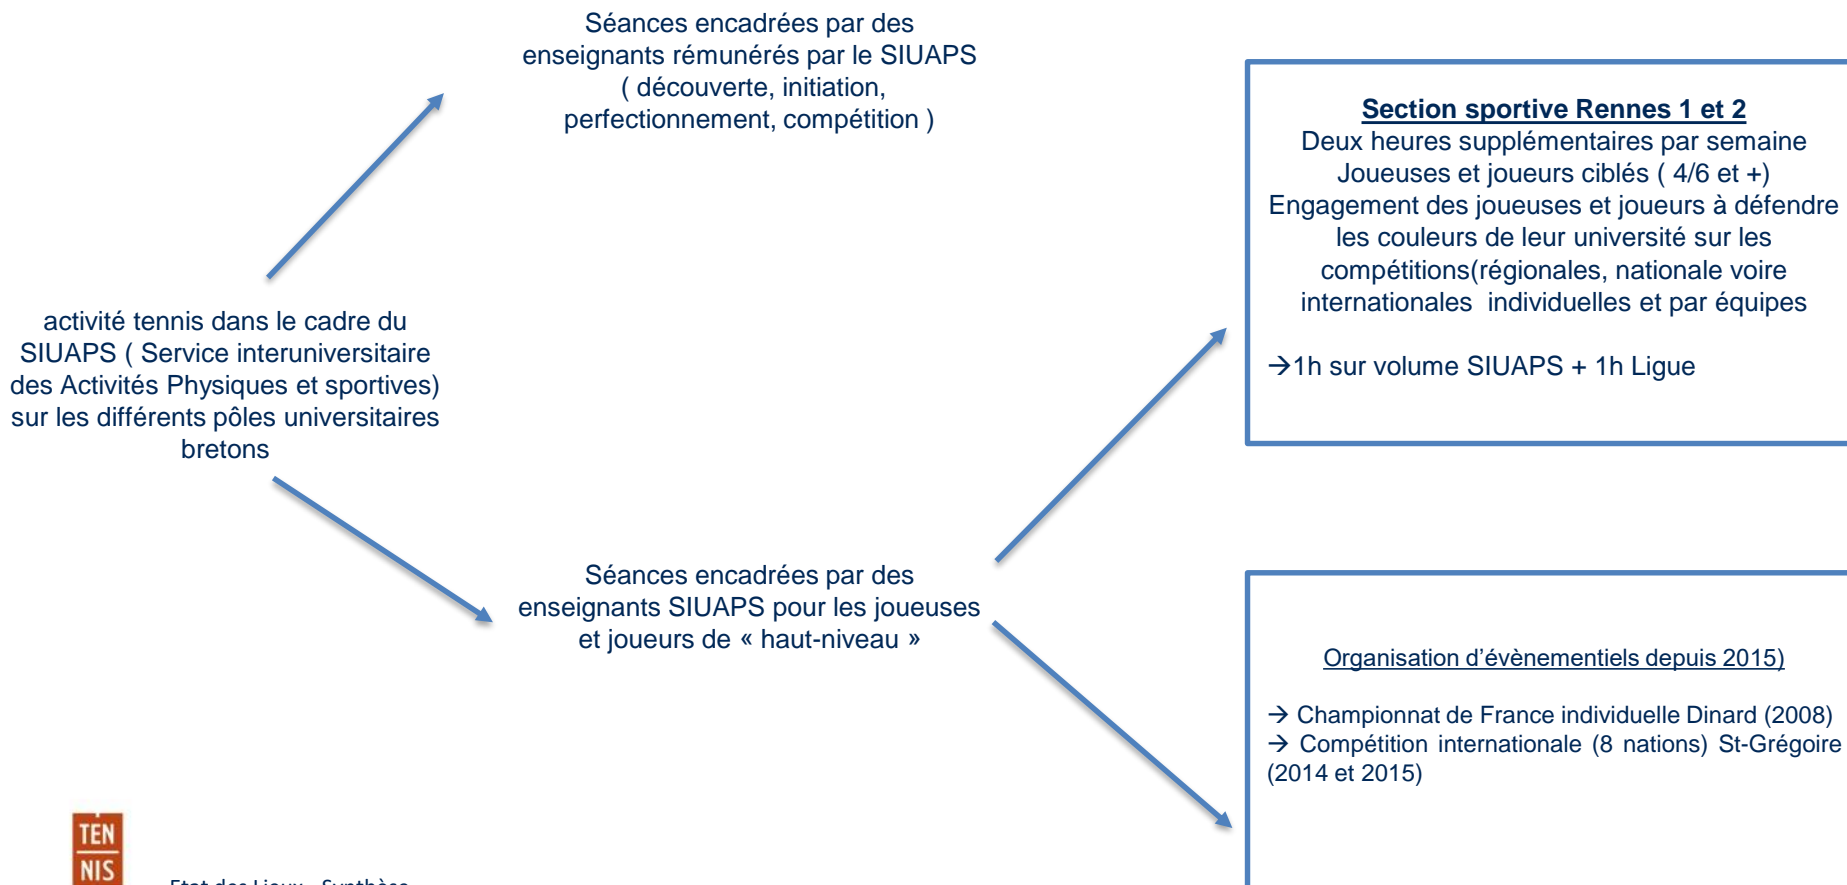 Séances encadrées par des
enseignants rémunérés par le SIUAPS
( découverte, initiation,
perfectionnement, compétition )
Section sportive Rennes 1 et 2
Deux heures supplémentaires par semaine
Joueuses et joueurs ciblés ( 4/6 et +)
Engagement des joueuses et joueurs à défendre
les couleurs de leur université sur les
compétitions(régionales, nationale voire
internationales  individuelles et par équipes
→1h sur volume SIUAPS + 1h Ligue
activité tennis dans le cadre du
SIUAPS ( Service interuniversitaire
des Activités Physiques et sportives)
sur les différents pôles universitaires
bretons
Séances encadrées par des
enseignants SIUAPS pour les joueuses
et joueurs de « haut-niveau »
Organisation d’évènementiels depuis 2015)
→ Championnat de France individuelle Dinard (2008)
→ Compétition internationale (8 nations) St-Grégoire
(2014 et 2015)
TEN
NIS
Etat des Lieux - Synthèse